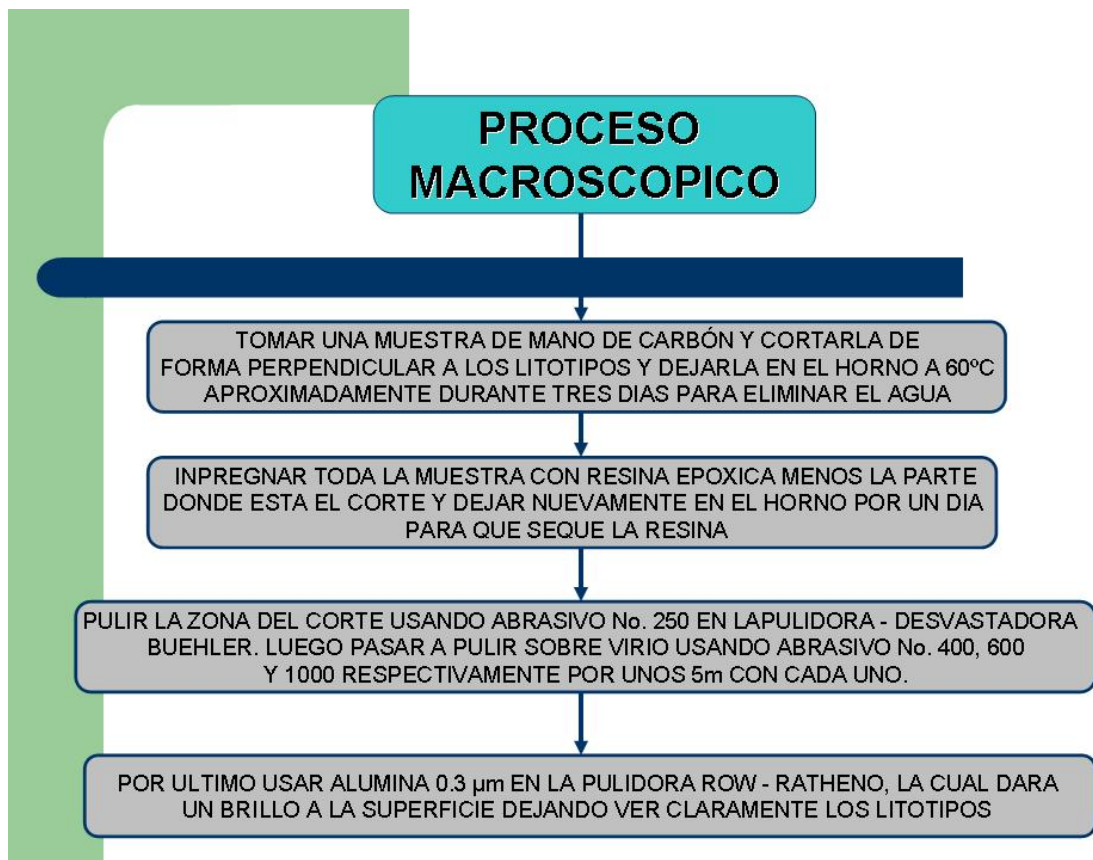 PROCESO
MACROSCOPICO
TOMAR UNA MUESTRA DE MANO DE CARBÓN Y CORTARLA DE
FORMA PERPENDICULAR A LOS LITOTIPOS Y DEJARLA EN EL HORNO A 60ºC
APROXIMADAMENTE DURANTE TRES DIAS PARA ELIMINAR EL AGUA
INPREGNAR TODA LA MUESTRA CON RESINA EPOXICA MENOS LA PARTE
DONDE ESTA EL CORTE Y DEJAR NUEVAMENTE EN EL HORNO POR UN DIA
PARA QUE SEQUE LA RESINA
PULIR LA ZONA DEL CORTE USANDO ABRASIVO No. 250 EN LAPULIDORA - DESVASTADORA
BUEHLER. LUEGO PASAR A PULIR SOBRE VIRIO USANDO ABRASIVO No. 400, 600
Y 1000 RESPECTIVAMENTE POR UNOS 5m CON CADA UNO.
POR ULTIMO USAR ALUMINA 0.3 µm EN LA PULIDORA ROW - RATHENO, LA CUAL DARA
UN BRILLO A LA SUPERFICIE DEJANDO VER CLARAMENTE LOS LITOTIPOS